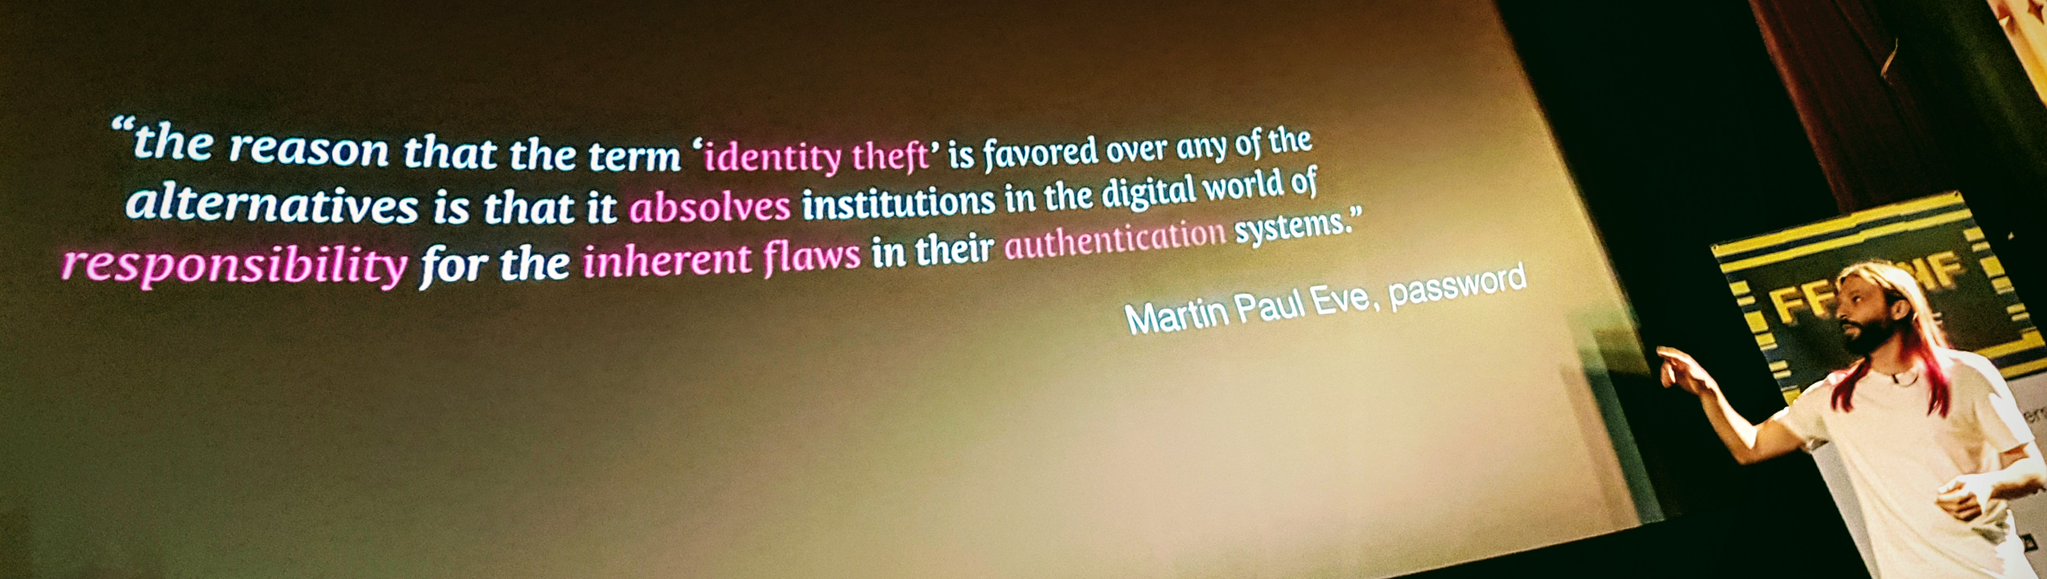 “the reason that the term ‘identity theft’ is favored over any of the
alternatives is that it absolves institutions in the digital world of
responsibility for the inherent flaws in their authentication systems.”
Martin Paul Eve, password